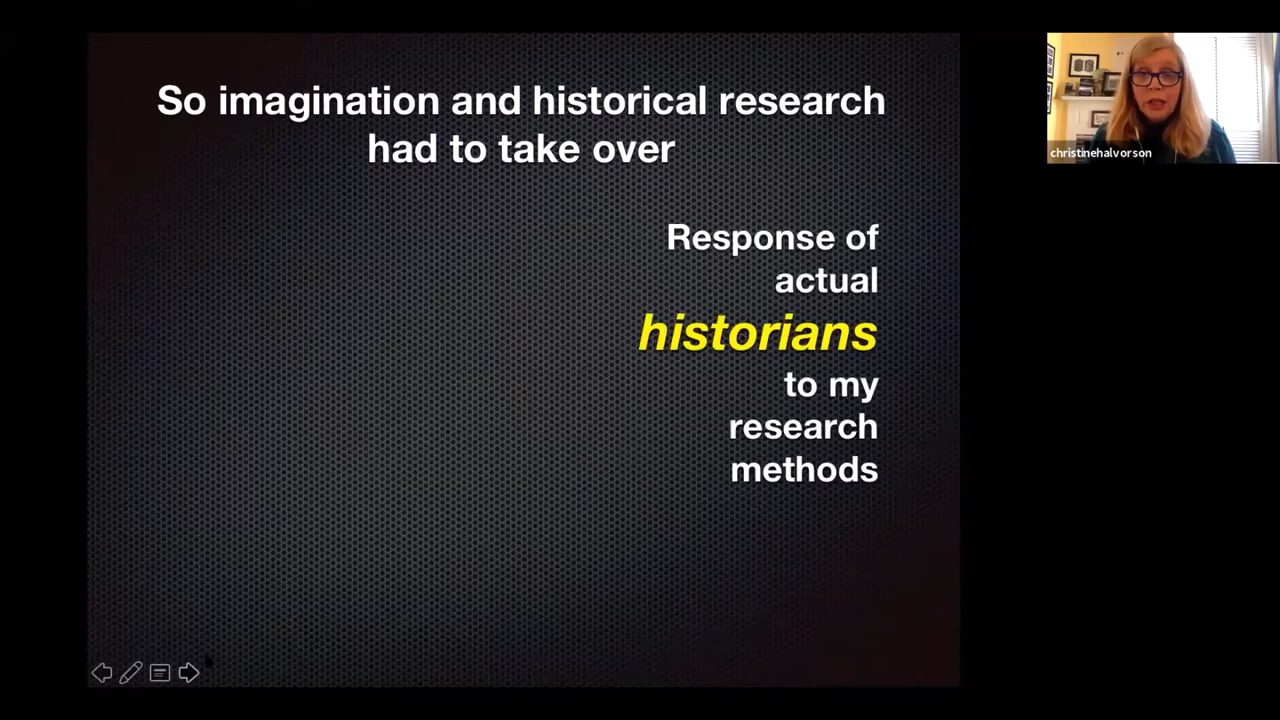 So imagination and historical research
had to take over
Response of
actual
historians
to my
research
methods
christinehalvorson